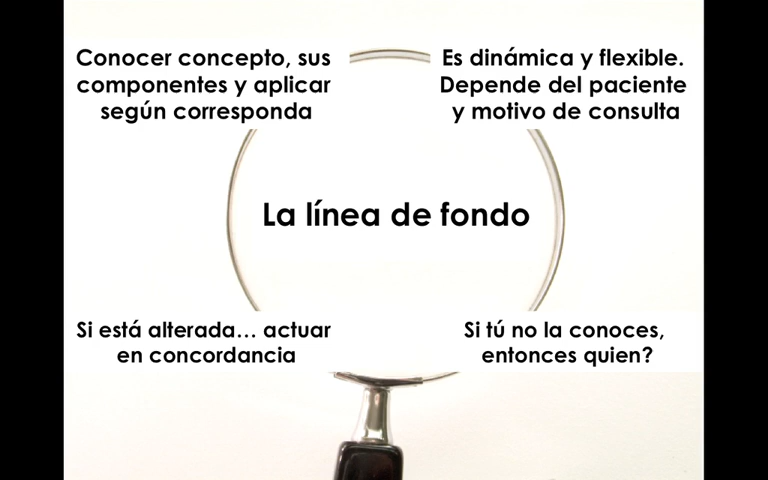 Conocer concepto, sus
componentes y aplicar
según corresponda
Es dinámica y flexible.
Depende del paciente
y motivo de consulta
La línea de fondo
Si está alterada... actuar
en concordancia
Si tú no la conoces,
entonces quien?